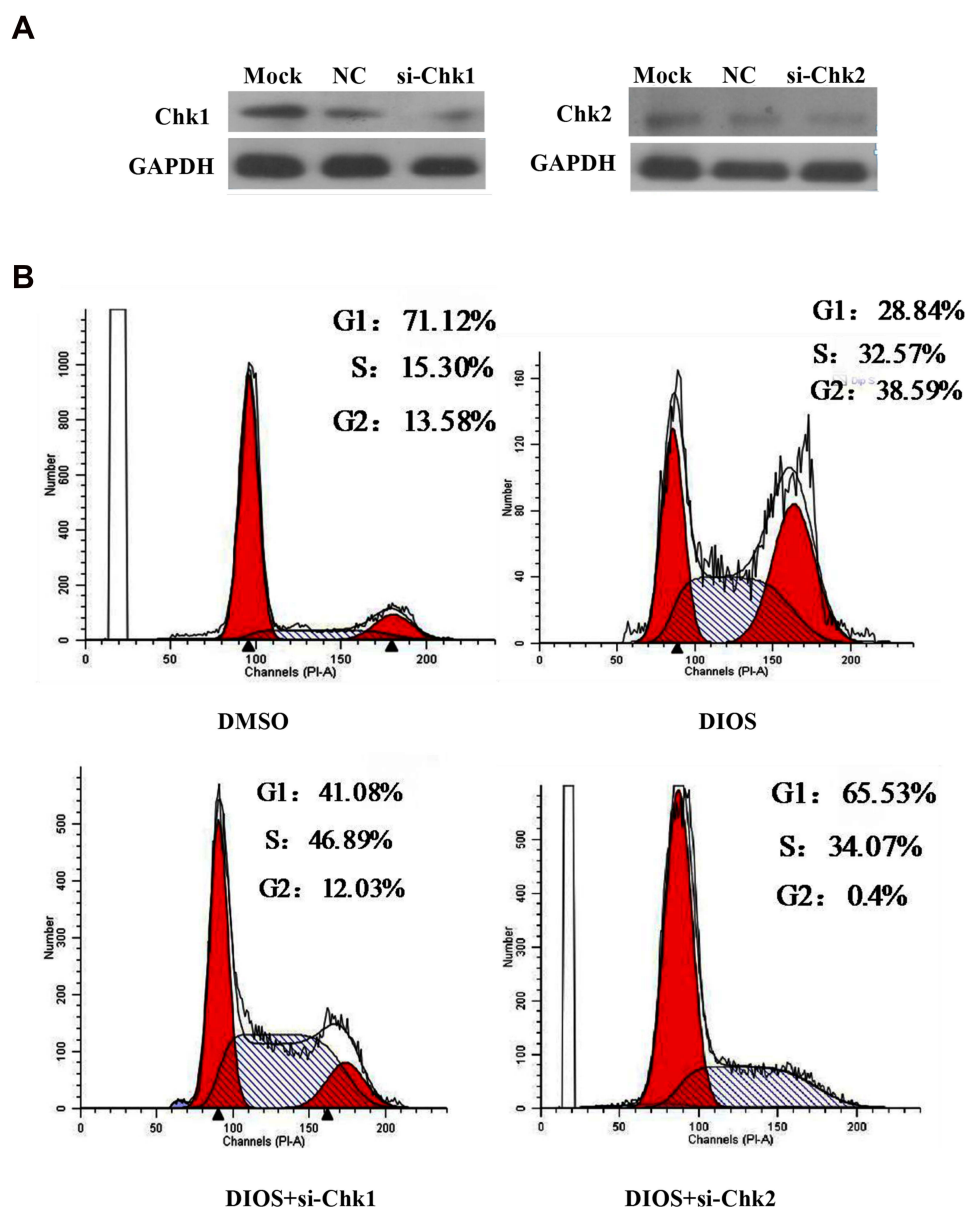 A
Mock NC si-Chk1
Chk1
GAPDH
Mock NC si-Chk2
Chk2
GAPDH
B
G1: 71.12%
S: 15.30%
G2: 13.58%
Number
1000
800
600
400
200
0
0 50 100 150 200
Channels (PI-A)
DMSO
G1: 28.84%
S: 32.57%
Dip S
G2: 38.59%
Number
160
120
80
40
0
0 50 100 150 200
Channels (PI-A)
DIOS
G1: 41.08%
S: 46.89%
G2: 12.03%
Number
500
400
300
200
100
0
0 50 100 150 200
Channels (PI-A)
DIOS+si-Chk1
G1: 65.53%
S: 34.07%
G2: 0.4%
Number
600
500
400
300
200
100
0
0 50 100 150 200
Channels (PI-A)
DIOS+si-Chk2